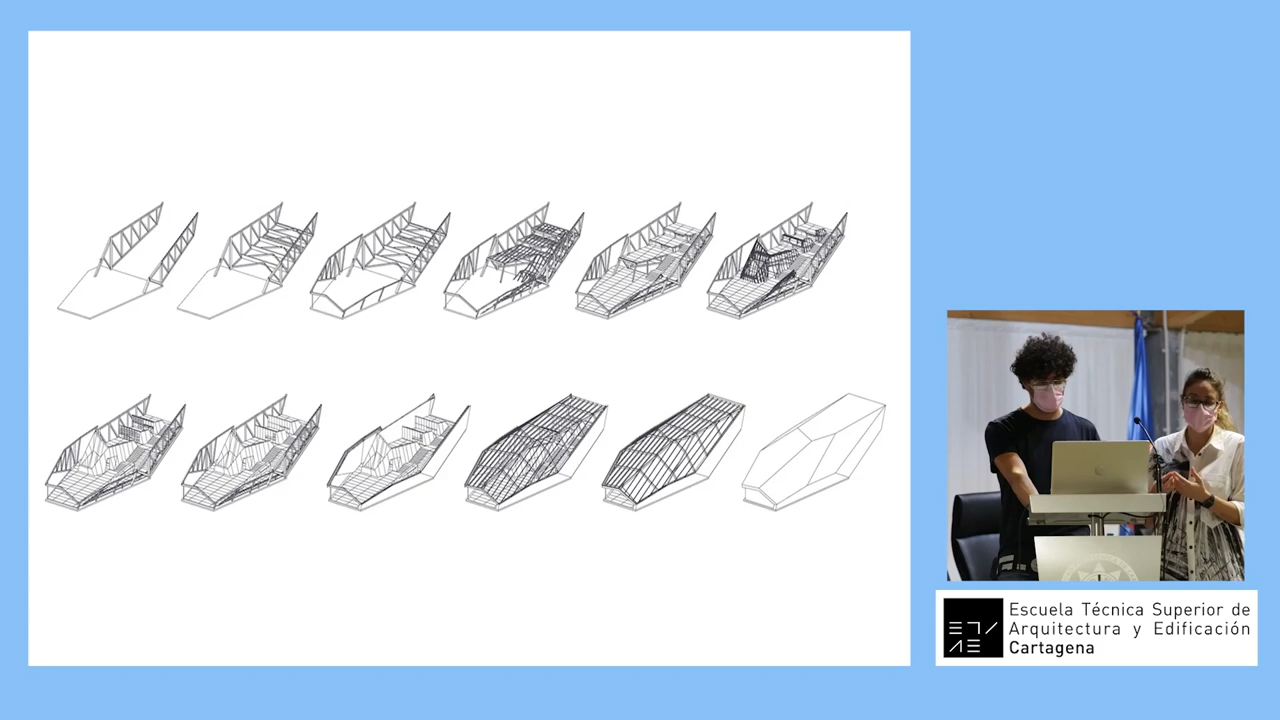 Escuela Técnica Superior de
Arquitectura y Edificación
Cartagena